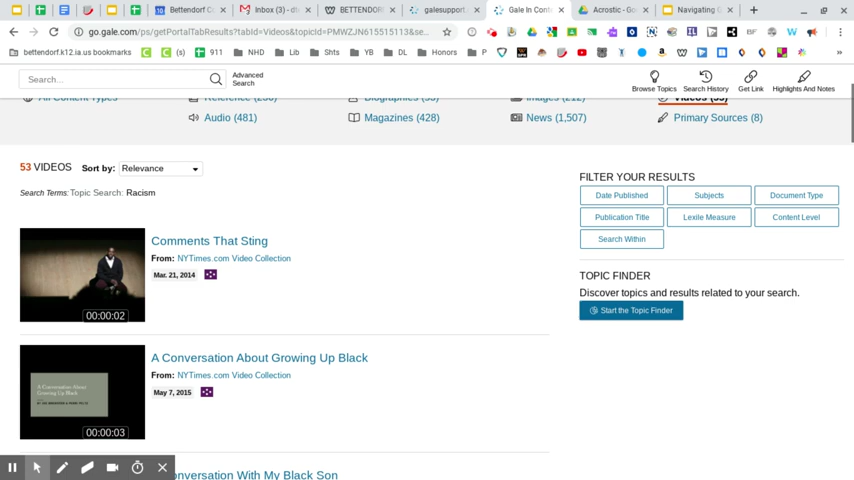 Bettendorf C
Inbox (3) - dt
BETTENDORF
galesupport
Gale In Conte
Acrostic - Go
Navigating G
go.gale.com/ps/getPortalTabResults?tabId=Videos&topicId=PMWZJN615515113&se...
bettendorf.k12.ia.us bookmarks
(s)
911
NHD
Lib
Shts
YB
DL
Honors
P
Search...
Advanced
Search
Browse Topics
Search History
Get Link
Highlights And Notes
Audio (481)
Magazines (428)
News (1,507)
Primary Sources (8)
53 VIDEOS
Sort by:
Relevance
Search Terms: Topic Search: Racism
Comments That Sting
From: NYTimes.com Video Collection
Mar. 21, 2014
00:00:02
A Conversation About Growing Up Black
From: NYTimes.com Video Collection
May 7, 2015
A Conversation About
Growing Up Black
00:00:03
onversation With My Black Son
FILTER YOUR RESULTS
Date Published
Subjects
Document Type
Publication Title
Lexile Measure
Content Level
Search Within
TOPIC FINDER
Discover topics and results related to your search.
Start the Topic Finder